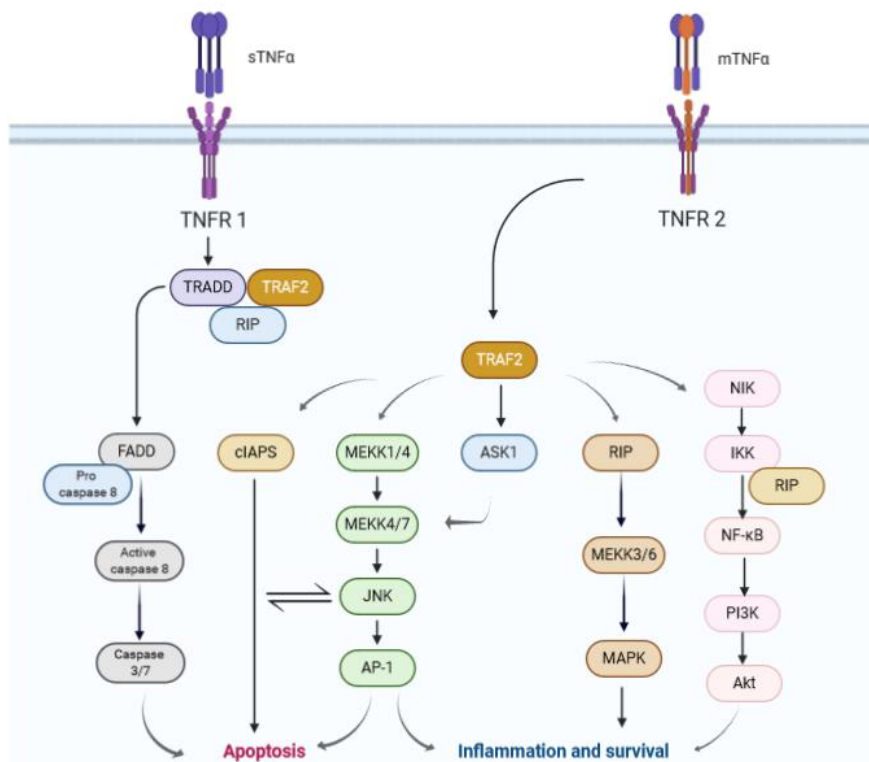 sTNFα
mTNFα
TNFR 1
TNFR 2
TRADD
TRAF2
RIP
TRAF2
NIK
FADD
Pro
caspase 8
cIAPS
MEKK1/4
ASK1
RIP
IKK
RIP
MEKK4/7
NF-κB
Active
caspase 8
MEKK3/6
JNK
PI3K
Caspase
3/7
AP-1
MAPK
Akt
Apoptosis
Inflammation and survival